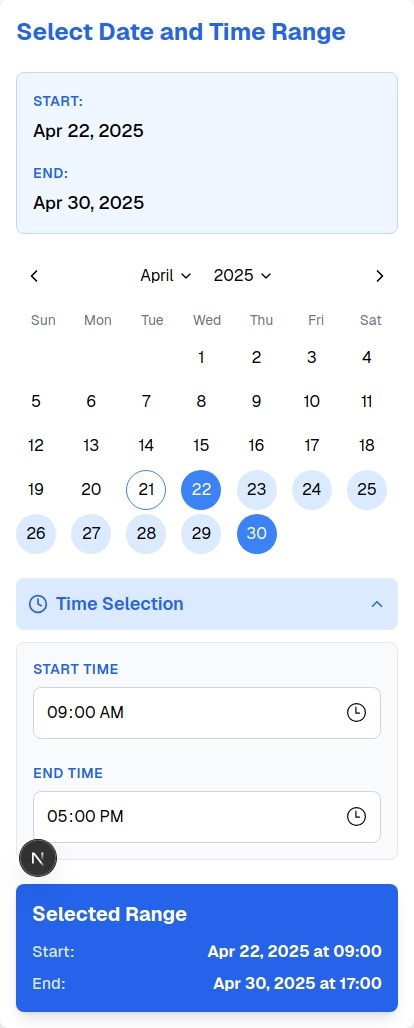 Select Date and Time Range
START:
Apr 22, 2025
END:
Apr 30, 2025
April 2025
Sun Mon Tue Wed Thu Fri Sat
1 2 3 4
5 6 7 8 9 10 11
12 13 14 15 16 17 18
19 20 21 22 23 24 25
26 27 28 29 30
Time Selection
START TIME
09:00 AM
END TIME
05:00 PM
N
Selected Range
Start: Apr 22, 2025 at 09:00
End: Apr 30, 2025 at 17:00